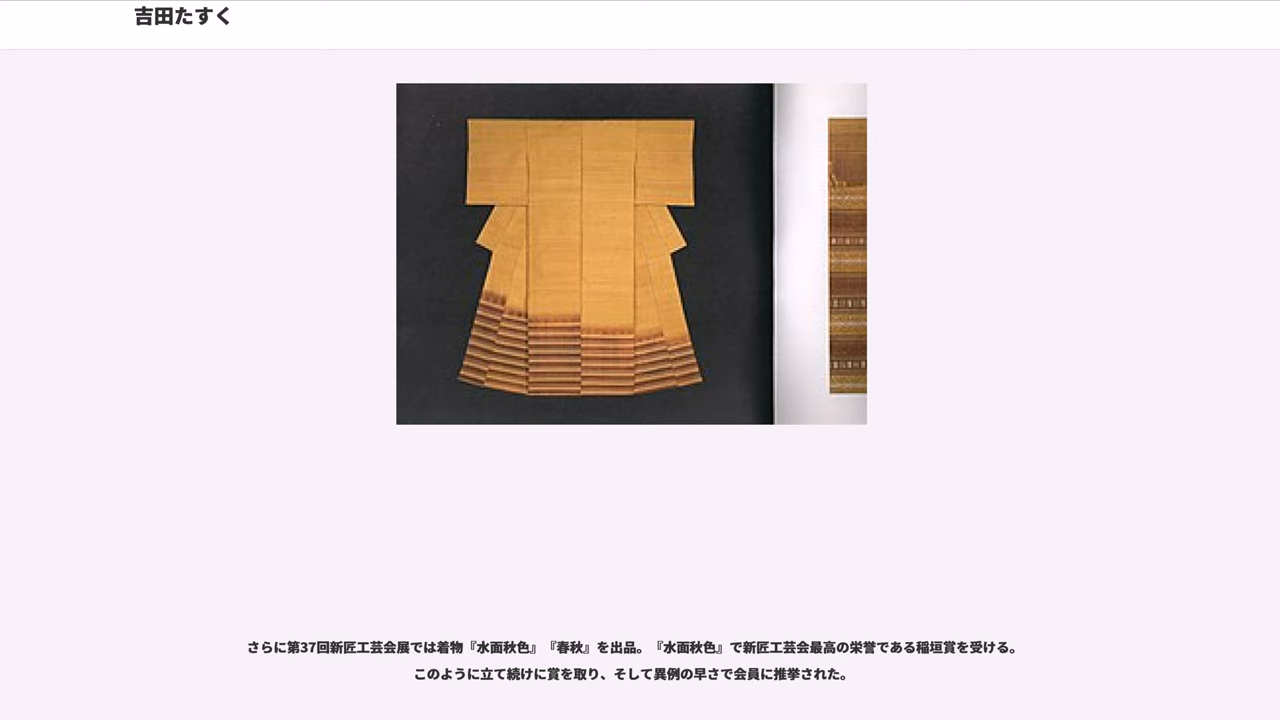 吉田たすく
さらに第37回新匠工芸会展では着物『水面秋色』『春秋』を出品。『水面秋色』で新匠工芸会最高の栄誉である稲垣賞を受ける。
このように立て続けに賞を取り、そして異例の早さで会員に推挙された。